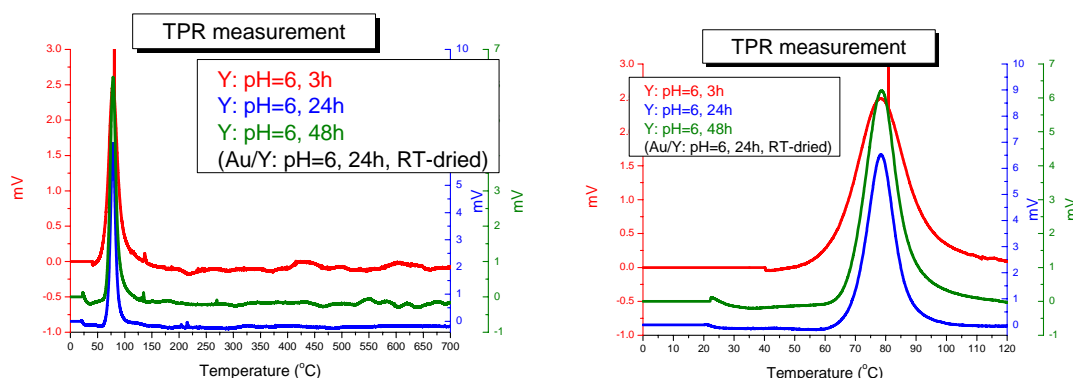 TPR measurement
3.0
2.5
2.0
1.5
1.0
0.5
0.0
-0.5
-1.0
mV
Y: pH=6, 3h
Y: pH=6, 24h
Y: pH=6, 48h
(Au/Y: pH=6, 24h, RT-dried)
10
5
4
3
2
1
0
mV
7
3
2
1
0
-1
mV
0 50 100 150 200 250 300 350 400 450 500 550 600 650 700
Temperature (°C)
TPR measurement
3.0
2.5
2.0
1.5
1.0
0.5
0.0
-0.5
-1.0
mV
Y: pH=6, 3h
Y: pH=6, 24h
Y: pH=6, 48h
(Au/Y: pH=6, 24h, RT-dried)
10
9
8
7
6
5
4
3
2
1
0
mV
7
6
5
4
3
2
1
0
-1
mV
0 10 20 30 40 50 60 70 80 90 100 110 120
Temperature (°C)